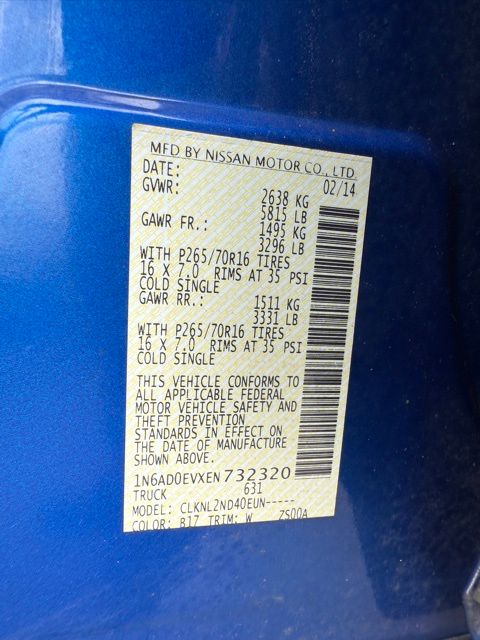 MFD BY NISSAN MOTOR CO., LTD.
DATE: 02/14
GVWR: 2638 KG
5815 LB
GAWR FR.: 1495 KG
3296 LB
WITH P265/70R16 TIRES
16 X 7.0 RIMS AT 35 PSI
COLD SINGLE
GAWR RR.: 1511 KG
3331 LB
WITH P265/70R16 TIRES
16 X 7.0 RIMS AT 35 PSI
COLD SINGLE
THIS VEHICLE CONFORMS TO
ALL APPLICABLE FEDERAL
MOTOR VEHICLE SAFETY AND
THEFT PREVENTION
STANDARDS IN EFFECT ON
THE DATE OF MANUFACTURE
SHOWN ABOVE.
1N6AD0EVXEN732320
TRUCK 631
MODEL: CLKNL2ND40EUN-----
COLOR: B17 TRIM: W ZS00A